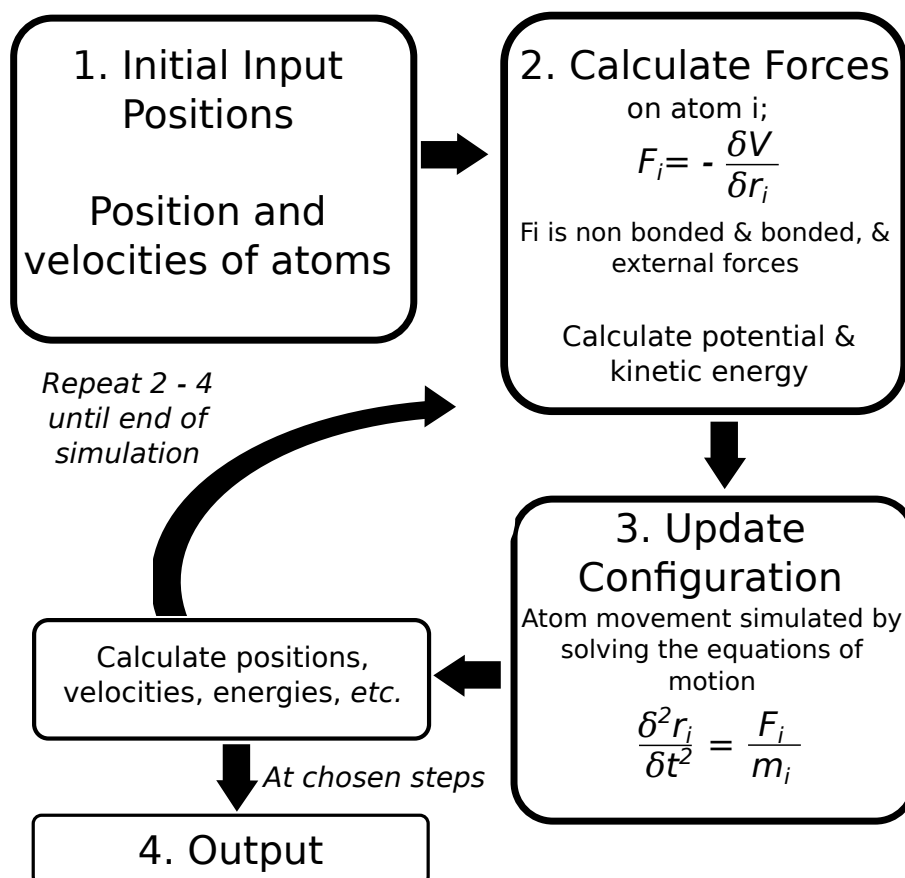 1. Initial Input
Positions
Position and
velocities of atoms
2. Calculate Forces
on atom i;
Fᵢ= - δV/δrᵢ
Fi is non bonded & bonded, &
external forces
Calculate potential &
kinetic energy
3. Update
Configuration
Atom movement simulated by
solving the equations of
motion
δ²rᵢ/δt² = Fᵢ/mᵢ
Calculate positions,
velocities, energies, etc.
Repeat 2 - 4
until end of
simulation
At chosen steps
4. Output